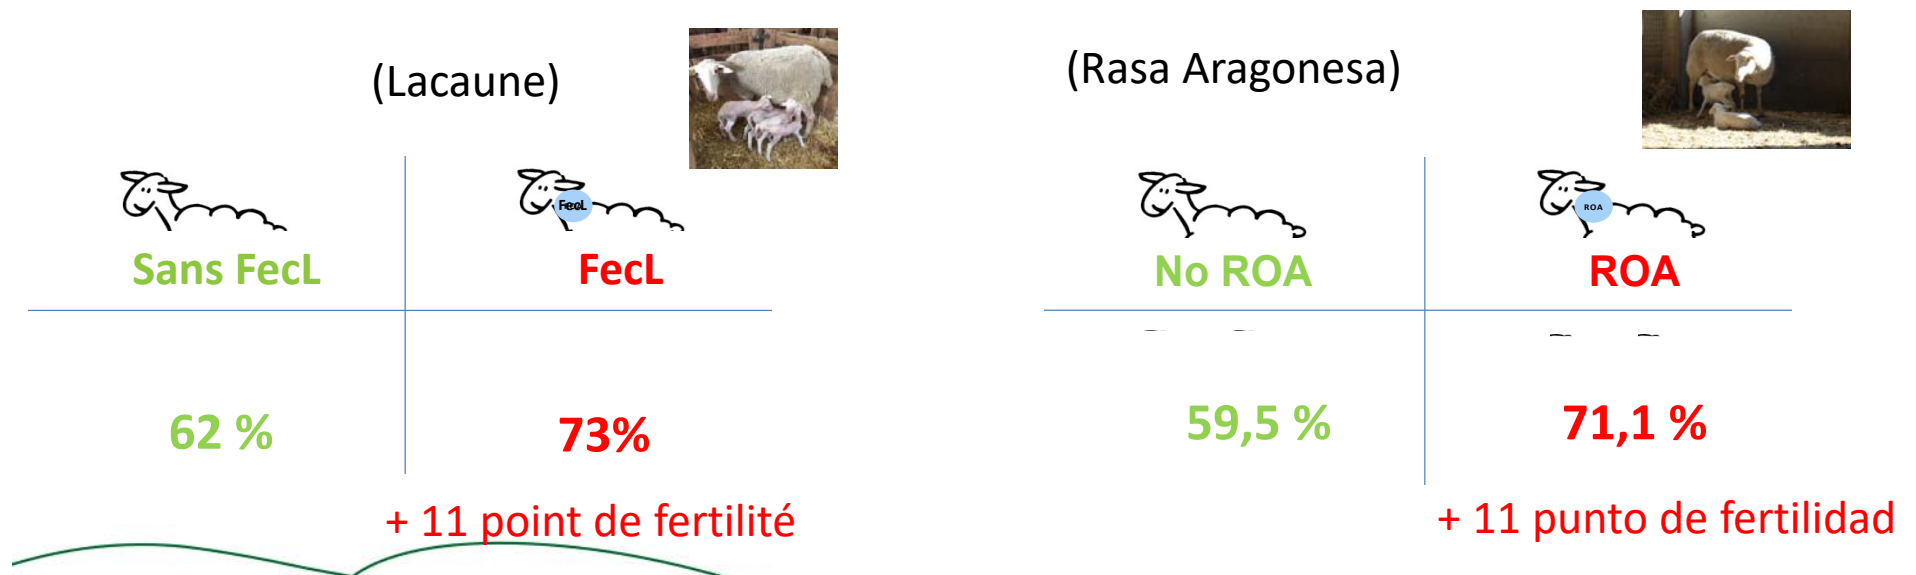 (Lacaune)
FecL
Sans FecL
FecL
62 %
73%
+ 11 point de fertilité
(Rasa Aragonesa)
ROA
No ROA
ROA
59,5 %
71,1 %
+ 11 punto de fertilidad